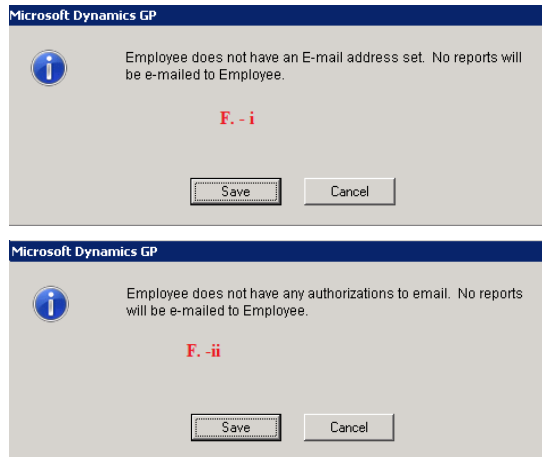 Microsoft Dynamics GP
Employee does not have an E-mail address set. No reports will
be e-mailed to Employee.
F. - i
Save Cancel
Microsoft Dynamics GP
Employee does not have any authorizations to email. No reports
will be e-mailed to Employee.
F. -ii
Save Cancel